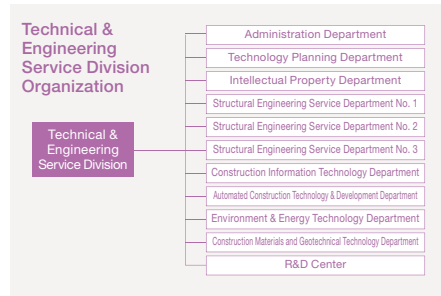 Technical &
Engineering
Service Division
Organization
Technical &
Engineering
Service Division
Administration Department
Technology Planning Department
Intellectual Property Department
Structural Engineering Service Department No. 1
Structural Engineering Service Department No. 2
Structural Engineering Service Department No. 3
Construction Information Technology Department
Automated Construction Technology & Development Department
Environment & Energy Technology Department
Construction Materials and Geotechnical Technology Department
R&D Center